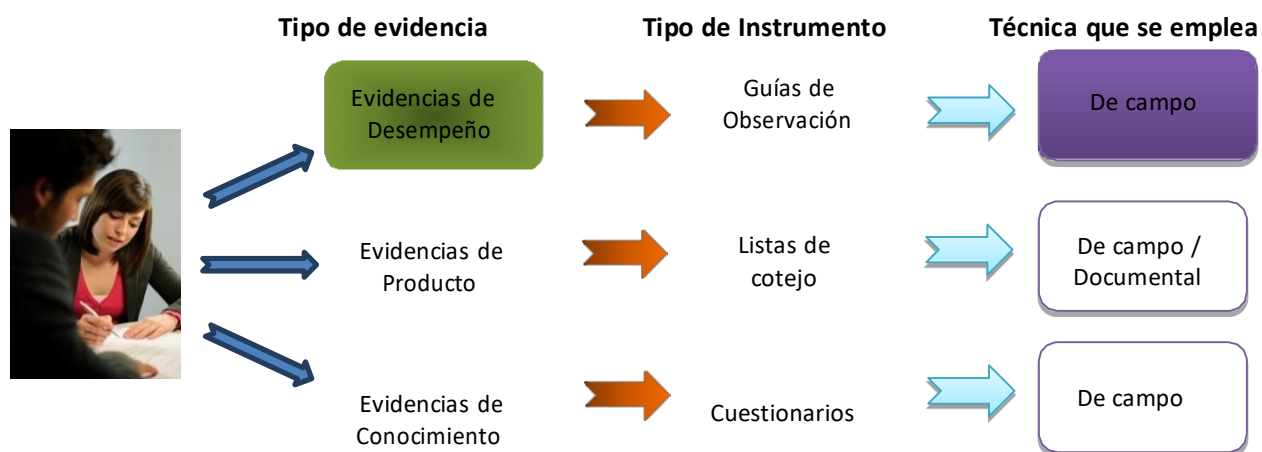 Tipo de evidencia
Tipo de Instrumento
Técnica que se emplea
Evidencias de
Desempeño
Guías de
Observación
De campo
Evidencias de
Producto
Listas de
cotejo
De campo /
Documental
Evidencias de
Conocimiento
Cuestionarios
De campo